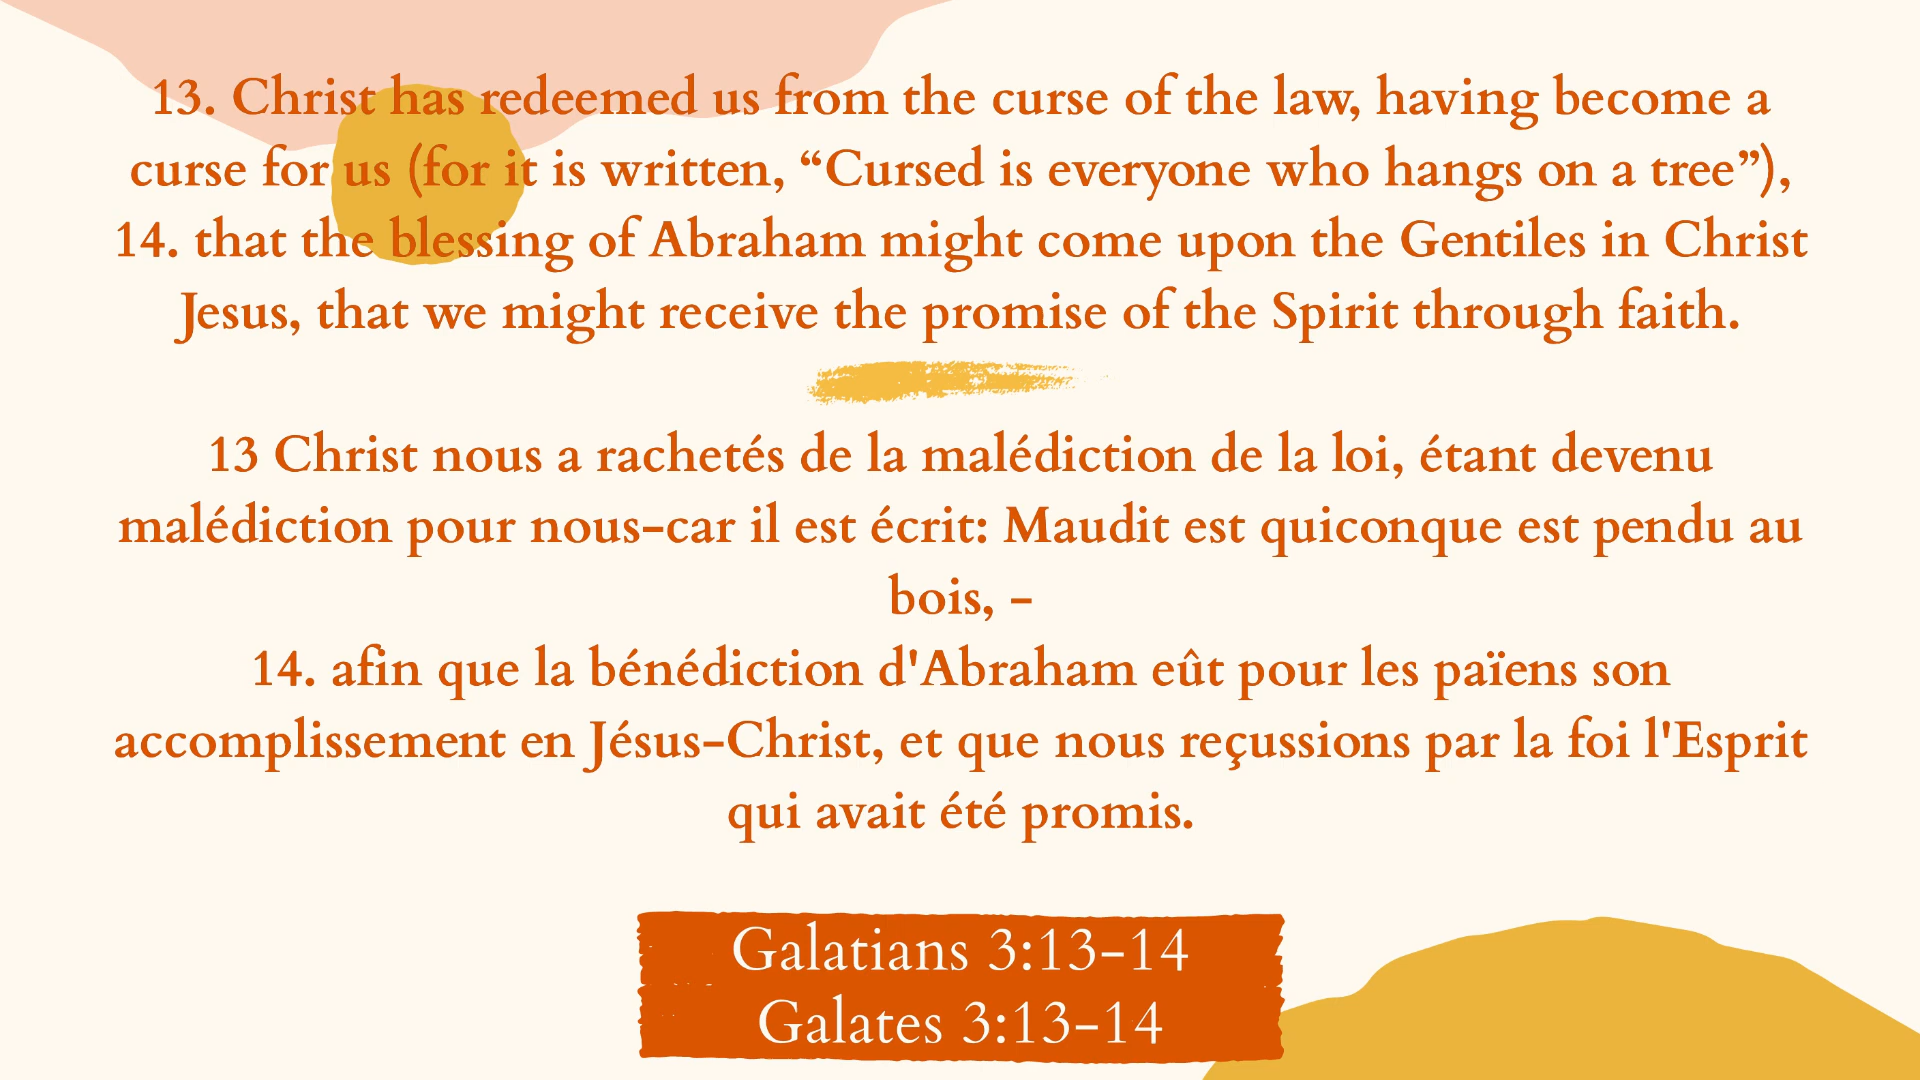 13. Christ has redeemed us from the curse of the law, having become a
curse for us (for it is written, “Cursed is everyone who hangs on a tree”),
14. that the blessing of Abraham might come upon the Gentiles in Christ
Jesus, that we might receive the promise of the Spirit through faith.
13 Christ nous a rachetés de la malédiction de la loi, étant devenu
malédiction pour nous-car il est écrit: Maudit est quiconque est pendu au
bois, -
14. afin que la bénédiction d'Abraham eût pour les païens son
accomplissement en Jésus-Christ, et que nous reçussions par la foi l'Esprit
qui avait été promis.
Galatians 3:13-14
Galates 3:13-14